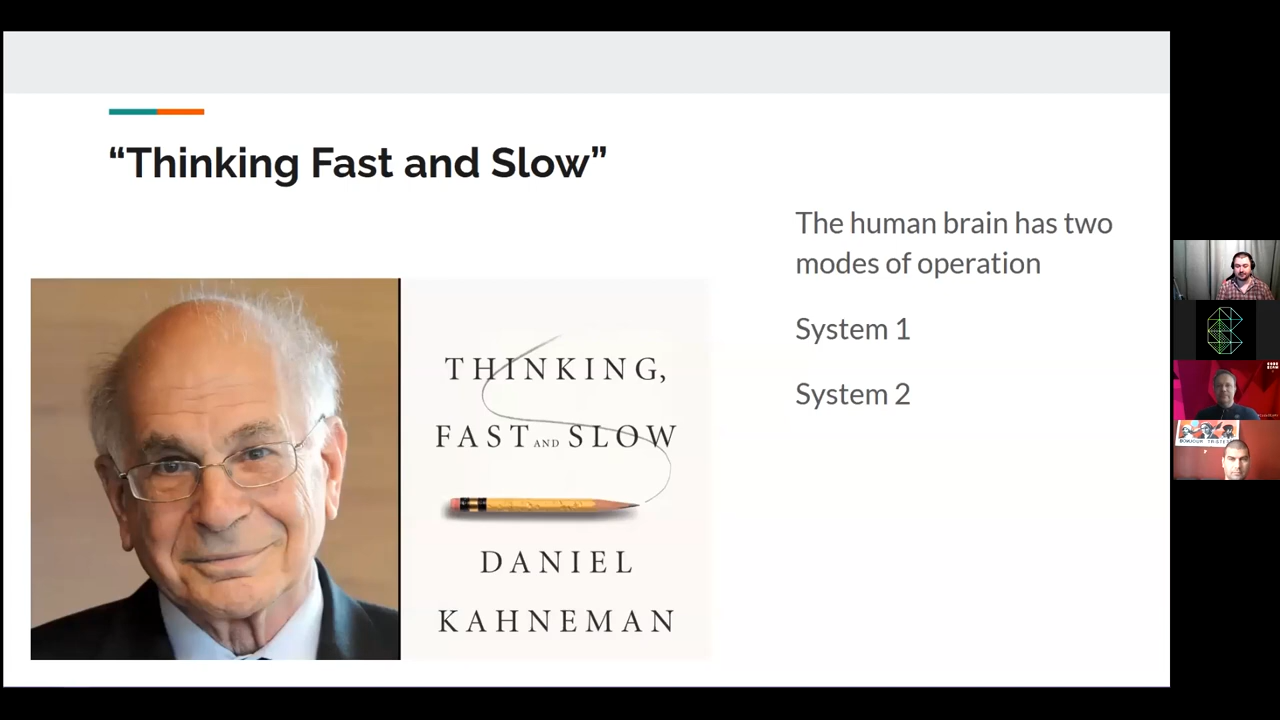 “Thinking Fast and Slow”
The human brain has two
modes of operation
System 1
System 2
THINKING,
FAST AND SLOW
DANIEL
KAHNEMAN
BONJOUR